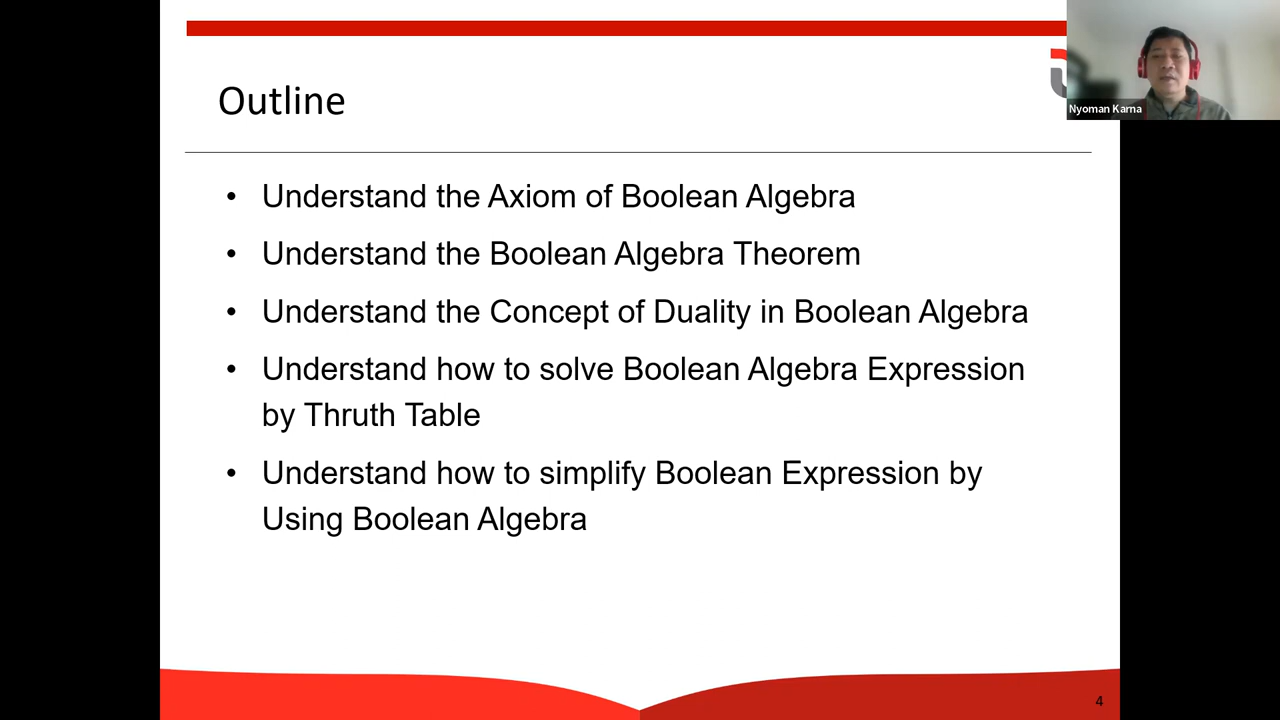 Outline
Nyoman Karna
• Understand the Axiom of Boolean Algebra
• Understand the Boolean Algebra Theorem
• Understand the Concept of Duality in Boolean Algebra
• Understand how to solve Boolean Algebra Expression
by Thruth Table
• Understand how to simplify Boolean Expression by
Using Boolean Algebra
4